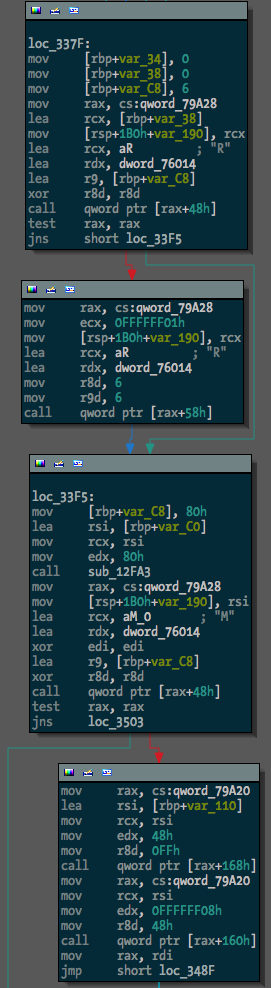 loc_337F:
mov [rbp+var_34], 0
mov [rbp+var_38], 0
mov [rbp+var_C8], 6
mov rax, cs:qword_79A28
lea rcx, [rbp+var_38]
mov [rsp+1B0h+var_190], rcx
lea rcx, aR ; "R"
lea rdx, dword_76014
lea r9, [rbp+var_C8]
xor r8d, r8d
call qword ptr [rax+48h]
test rax, rax
jns short loc_33F5
mov rax, cs:qword_79A28
mov ecx, 0FFFFFF01h
mov [rsp+1B0h+var_190], rcx
lea rcx, aR ; "R"
lea rdx, dword_76014
mov r8d, 6
mov r9d, 6
call qword ptr [rax+58h]
loc_33F5:
mov [rbp+var_C8], 80h
lea rsi, [rbp+var_C0]
mov rcx, rsi
mov edx, 80h
call sub_12FA3
mov rax, cs:qword_79A28
mov [rsp+1B0h+var_190], rsi
lea rcx, aM_0 ; "M"
lea rdx, dword_76014
xor edi, edi
lea r9, [rbp+var_C8]
xor r8d, r8d
call qword ptr [rax+48h]
test rax, rax
jns loc_3503
mov rax, cs:qword_79A20
lea rsi, [rbp+var_110]
mov rcx, rsi
mov edx, 48h
mov r8d, 0FFh
call qword ptr [rax+168h]
mov rax, cs:qword_79A20
mov rcx, rsi
mov edx, 0FFFFFF08h
mov r8d, 48h
call qword ptr [rax+160h]
mov rax, rdi
jmp short loc_348F